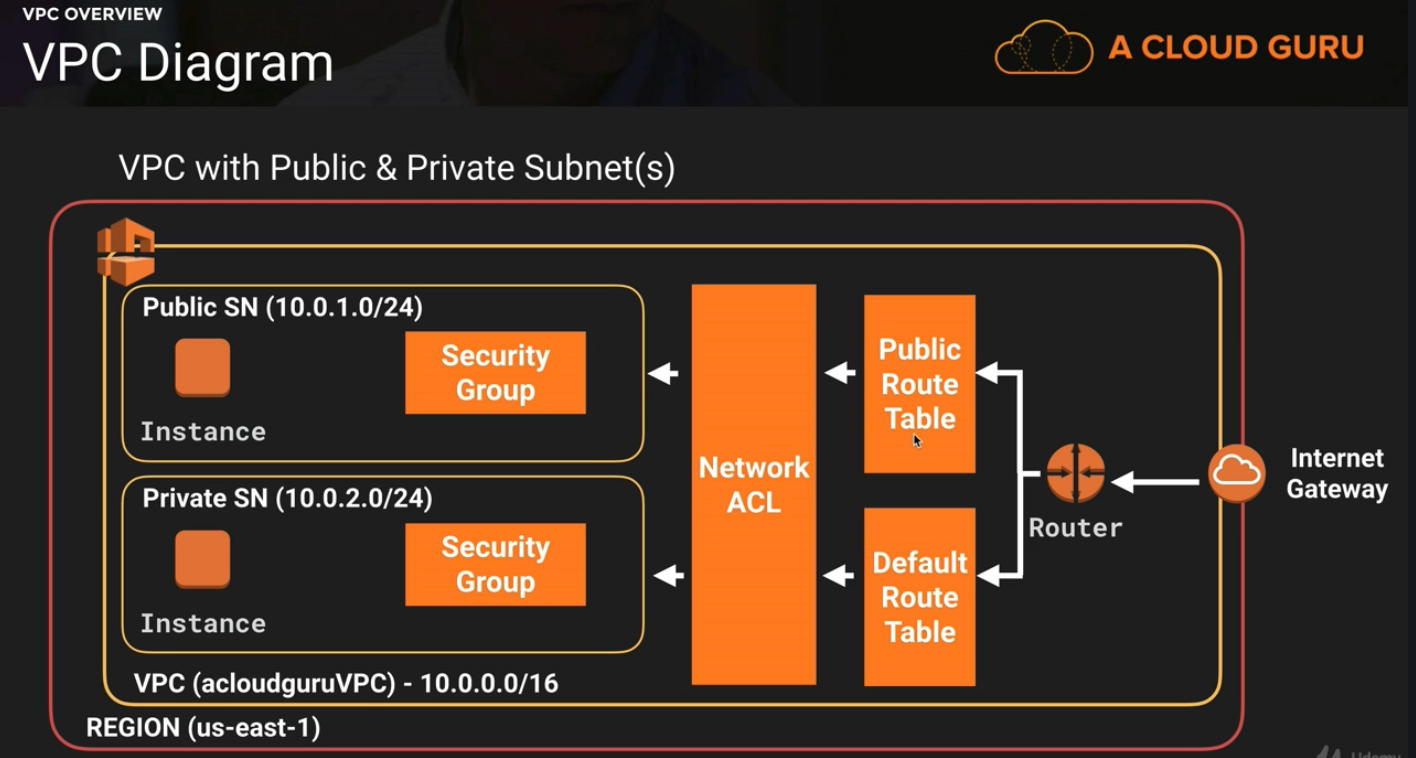 VPC OVERVIEW
VPC Diagram
A CLOUD GURU
VPC with Public & Private Subnet(s)
Public SN (10.0.1.0/24)
Security
Group
Instance
Private SN (10.0.2.0/24)
Security
Group
Instance
VPC (acloudguruVPC) - 10.0.0.0/16
REGION (us-east-1)
Network
ACL
Public
Route
Table
Default
Route
Table
Router
Internet
Gateway
Udemy